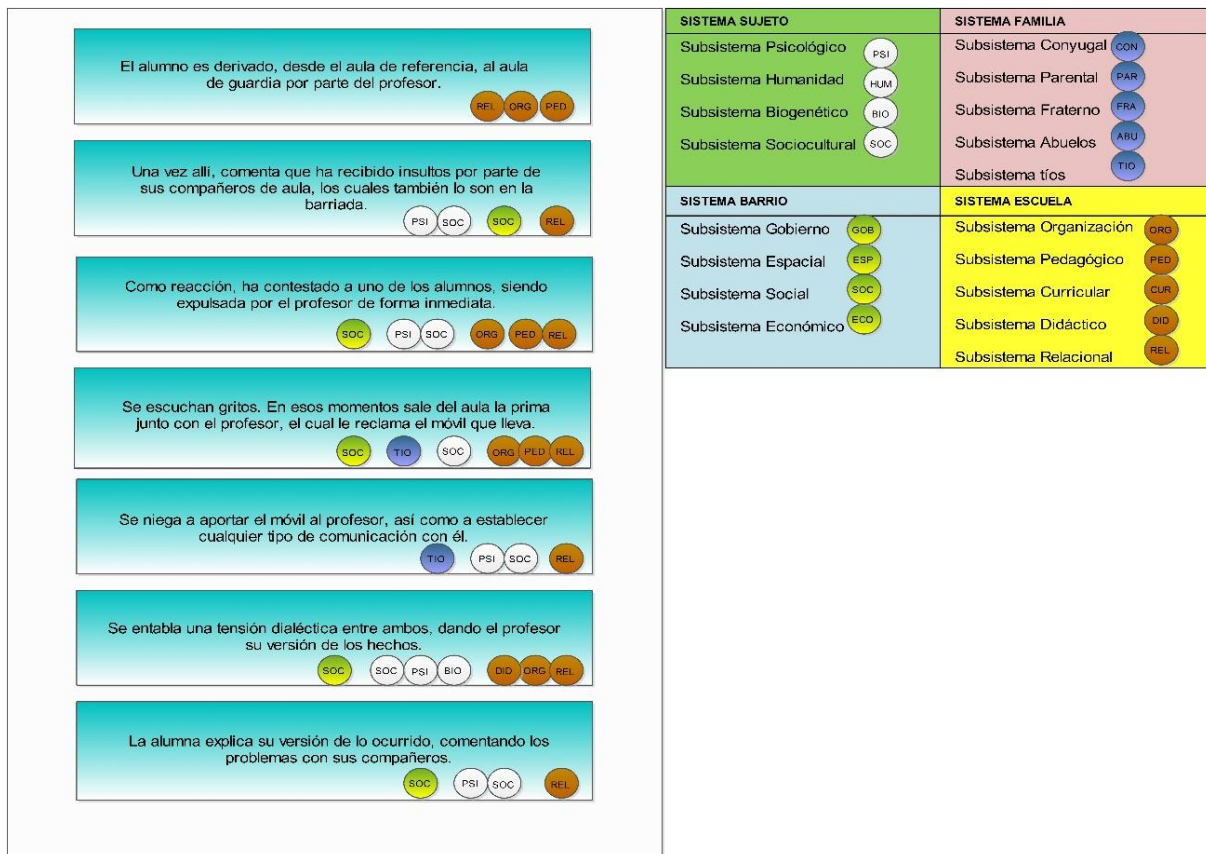 El alumno es derivado, desde el aula de referencia, al aula
de guardia por parte del profesor.
REL ORG PED
Una vez allí, comenta que ha recibido insultos por parte de
sus compañeros de aula, los cuales también lo son en la
barriada.
PSI SOC SOC REL
Como reacción, ha contestado a uno de los alumnos, siendo
expulsada por el profesor de forma inmediata.
SOC PSI SOC ORG PED REL
Se escuchan gritos. En esos momentos sale del aula la prima
junto con el profesor, el cual le reclama el móvil que lleva.
SOC TIO SOC ORG PED REL
Se niega a aportar el móvil al profesor, así como a establecer
cualquier tipo de comunicación con él.
TIO PSI SOC REL
Se entabla una tensión dialéctica entre ambos, dando el profesor
su versión de los hechos.
SOC SOC PSI BIO DID ORG REL
La alumna explica su versión de lo ocurrido, comentando los
problemas con sus compañeros.
SOC PSI SOC REL
SISTEMA SUJETO
Subsistema Psicológico PSI
Subsistema Humanidad HUM
Subsistema Biogenético BIO
Subsistema Sociocultural SOC
SISTEMA FAMILIA
Subsistema Conyugal CON
Subsistema Parental PAR
Subsistema Fraterno FRA
Subsistema Abuelos ABU
Subsistema tíos TIO
SISTEMA BARRIO
Subsistema Gobierno GOB
Subsistema Espacial ESP
Subsistema Social SOC
Subsistema Económico ECO
SISTEMA ESCUELA
Subsistema Organización ORG
Subsistema Pedagógico PED
Subsistema Curricular CUR
Subsistema Didáctico DID
Subsistema Relacional REL